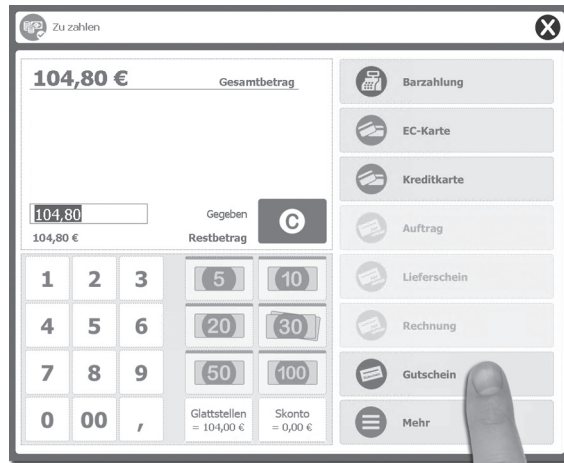 Zu zahlen
104,80 €
Gesamtbetrag
104,80
Gegeben
C
104,80 €
Restbetrag
1 2 3
5 10
4 5 6
20 30
7 8 9
50 100
0 00 ,
Glattstellen
= 104,00 €
Skonto
= 0,00 €
Barzahlung
EC-Karte
Kreditkarte
Auftrag
Lieferschein
Rechnung
Gutschein
Mehr